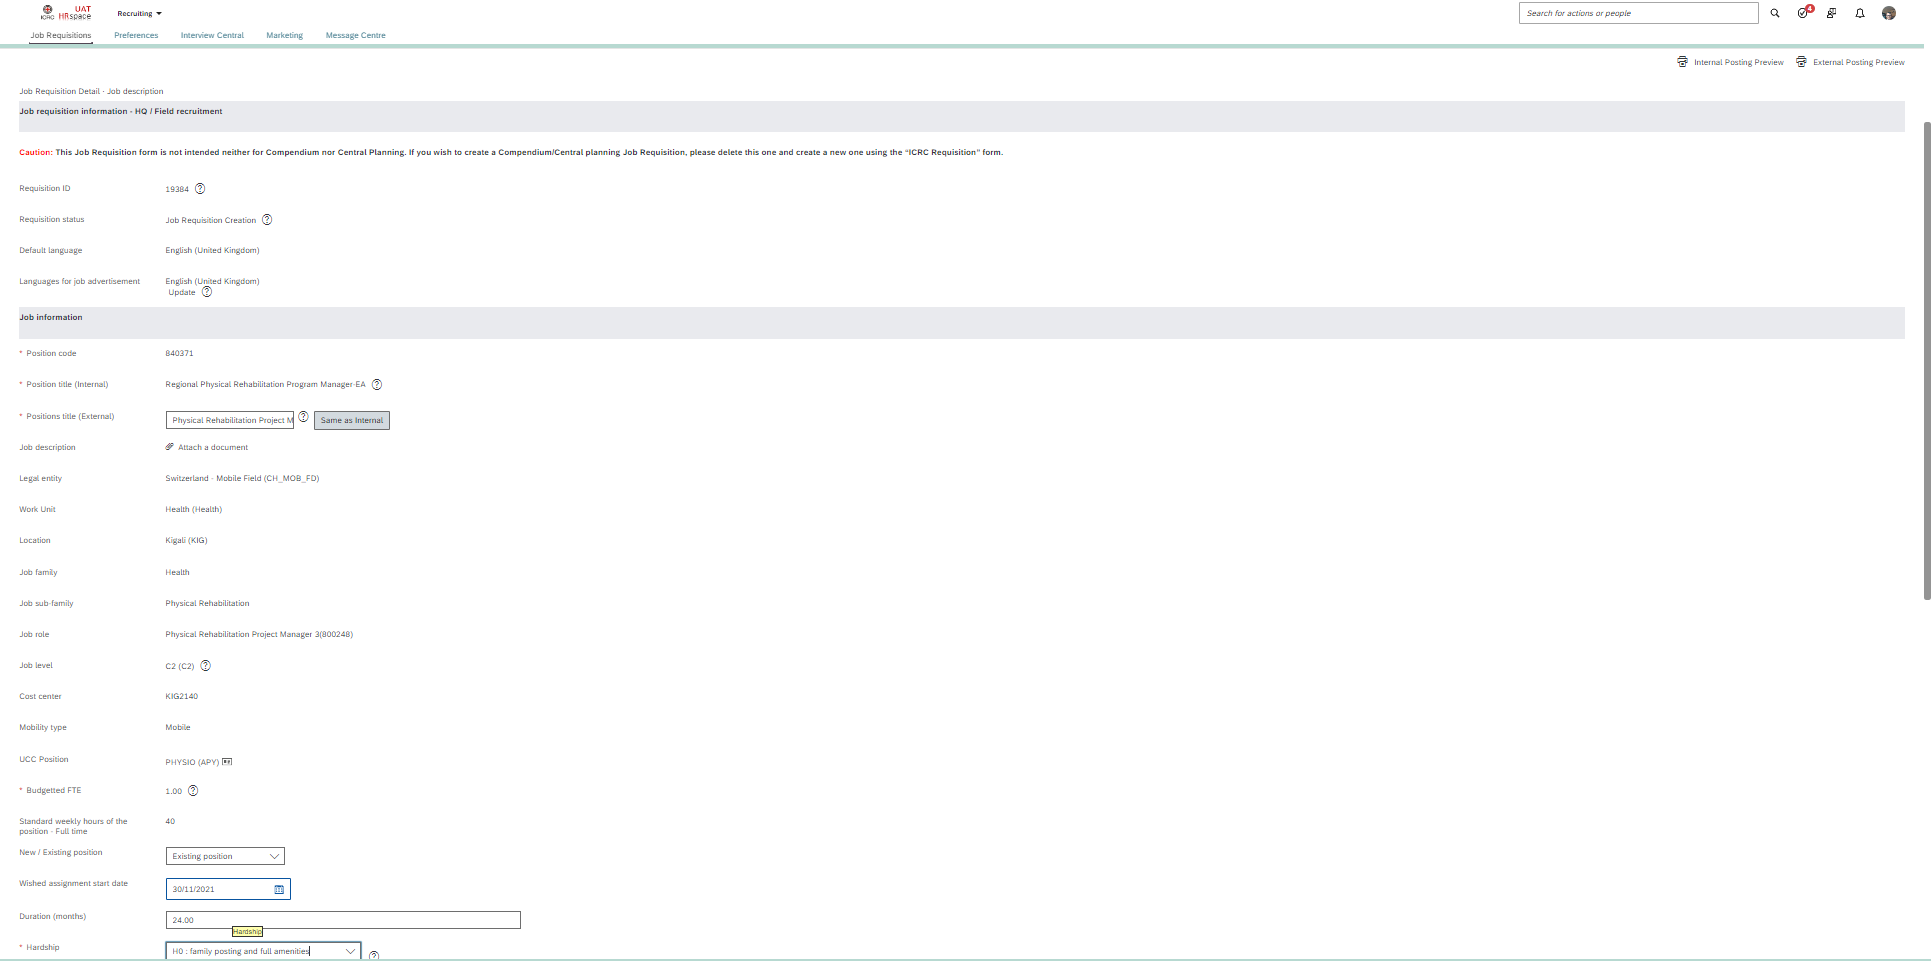 UAT
ICRC HRspace
Recruiting
Search for actions or people
4
Job Requisitions
Preferences
Interview Central
Marketing
Message Centre
Internal Posting Preview
External Posting Preview
Job Requisition Detail - Job description
Job requisition information - HQ / Field recruitment
Caution: This Job Requisition form is not intended neither for Compendium nor Central Planning. If you wish to create a Compendium/Central planning Job Requisition, please delete this one and create a new one using the "ICRC Requisition" form.
Requisition ID 19384 ?
Requisition status Job Requisition Creation ?
Default language English (United Kingdom)
Languages for job advertisement English (United Kingdom)
Update ?
Job information
* Position code 840371
* Position title (Internal) Regional Physical Rehabilitation Program Manager-EA ?
* Positions title (External) Physical Rehabilitation Project M ? Same as Internal
Job description Attach a document
Legal entity Switzerland - Mobile Field (CH_MOB_FD)
Work Unit Health (Health)
Location Kigali (KIG)
Job family Health
Job sub-family Physical Rehabilitation
Job role Physical Rehabilitation Project Manager 3(800248)
Job level C2 (C2) ?
Cost center KIG2140
Mobility type Mobile
UCC Position PHYSIO (APY)
* Budgetted FTE 1.00 ?
Standard weekly hours of the 40
position - Full time
New / Existing position Existing position
Wished assignment start date 30/11/2021
Duration (months) 24.00
Hardship
* Hardship H0 : family posting and full amenities ?